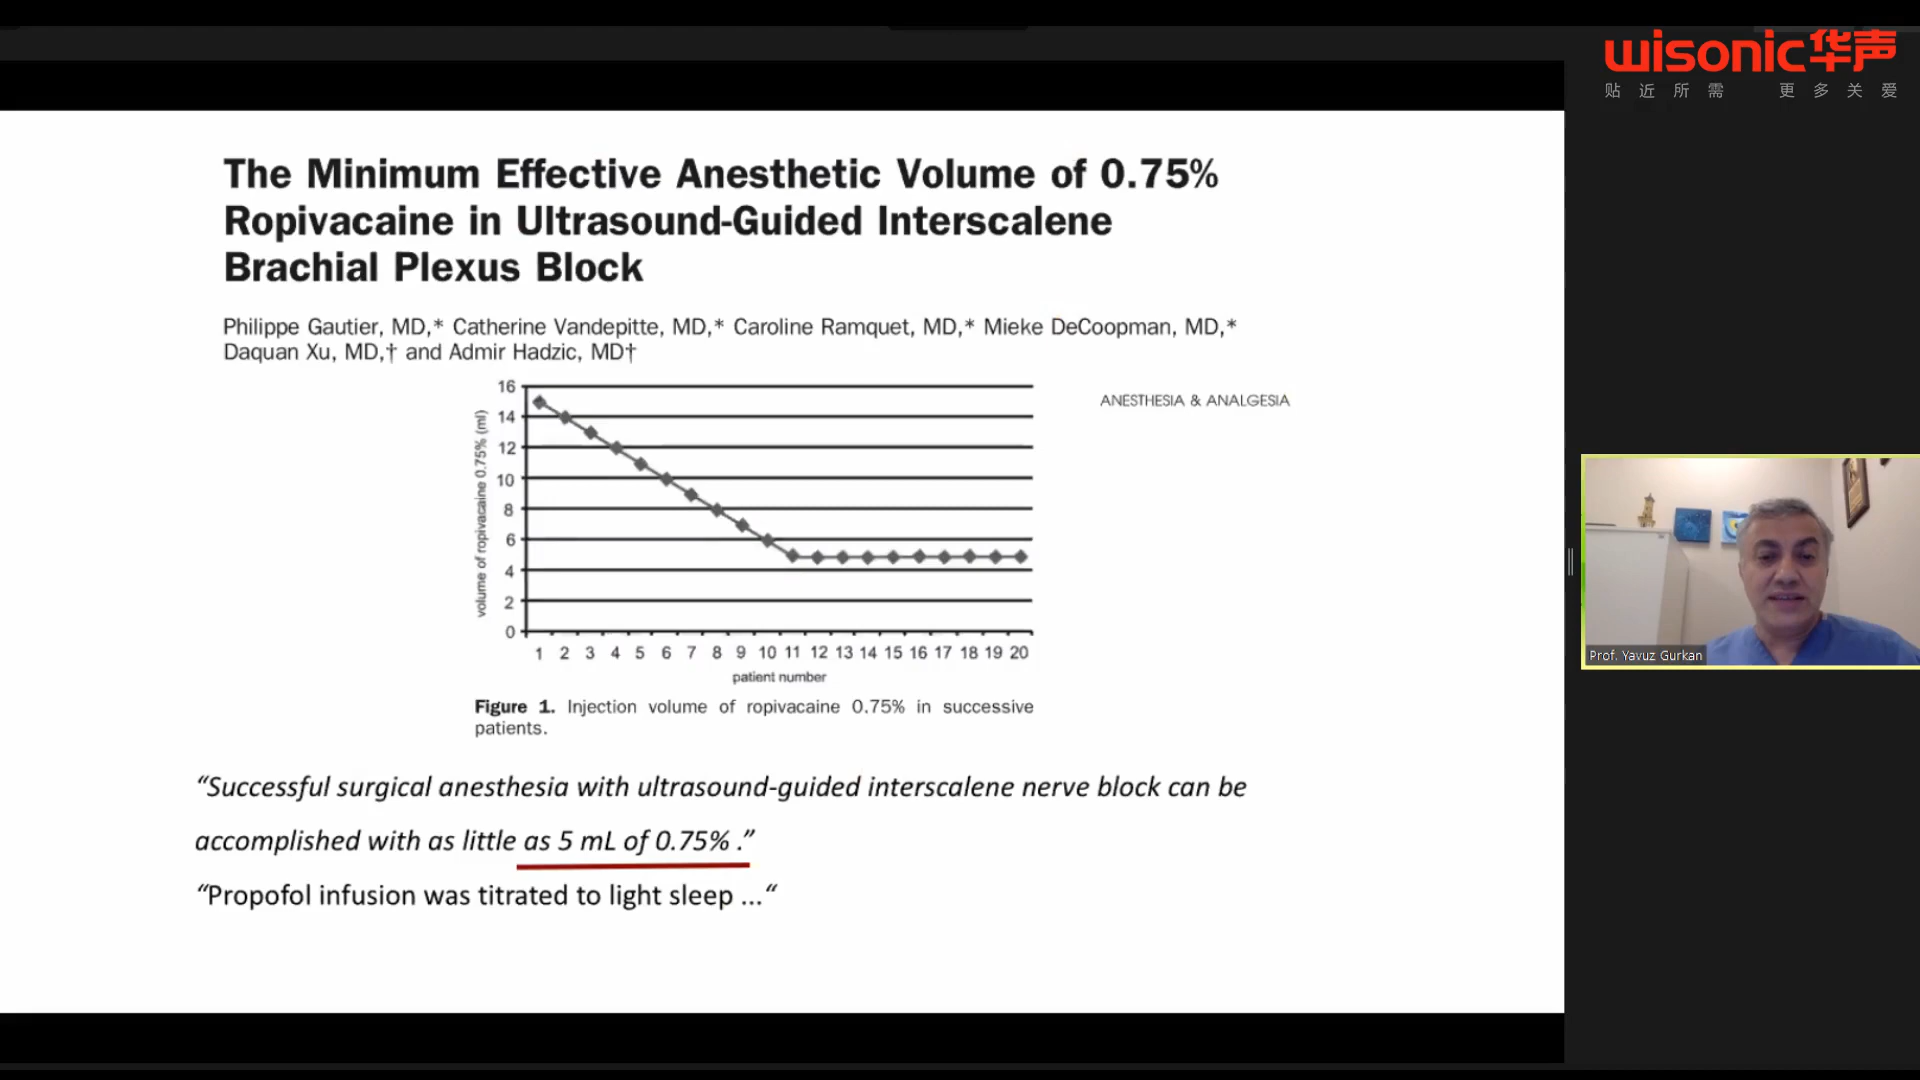 wisonic华声
贴近所需 更多关爱
The Minimum Effective Anesthetic Volume of 0.75%
Ropivacaine in Ultrasound-Guided Interscalene
Brachial Plexus Block
Philippe Gautier, MD,* Catherine Vandepitte, MD,* Caroline Ramquet, MD,* Mieke DeCoopman, MD,*
Daquan Xu, MD,† and Admir Hadzic, MD†
ANESTHESIA & ANALGESIA
volume of ropivacaine 0.75% (ml)
16
14
12
10
8
6
4
2
0
1 2 3 4 5 6 7 8 9 10 11 12 13 14 15 16 17 18 19 20
patient number
Figure 1. Injection volume of ropivacaine 0.75% in successive
patients.
“Successful surgical anesthesia with ultrasound-guided interscalene nerve block can be
accomplished with as little as 5 mL of 0.75% .”
“Propofol infusion was titrated to light sleep ...“
Prof. Yavuz Gurkan